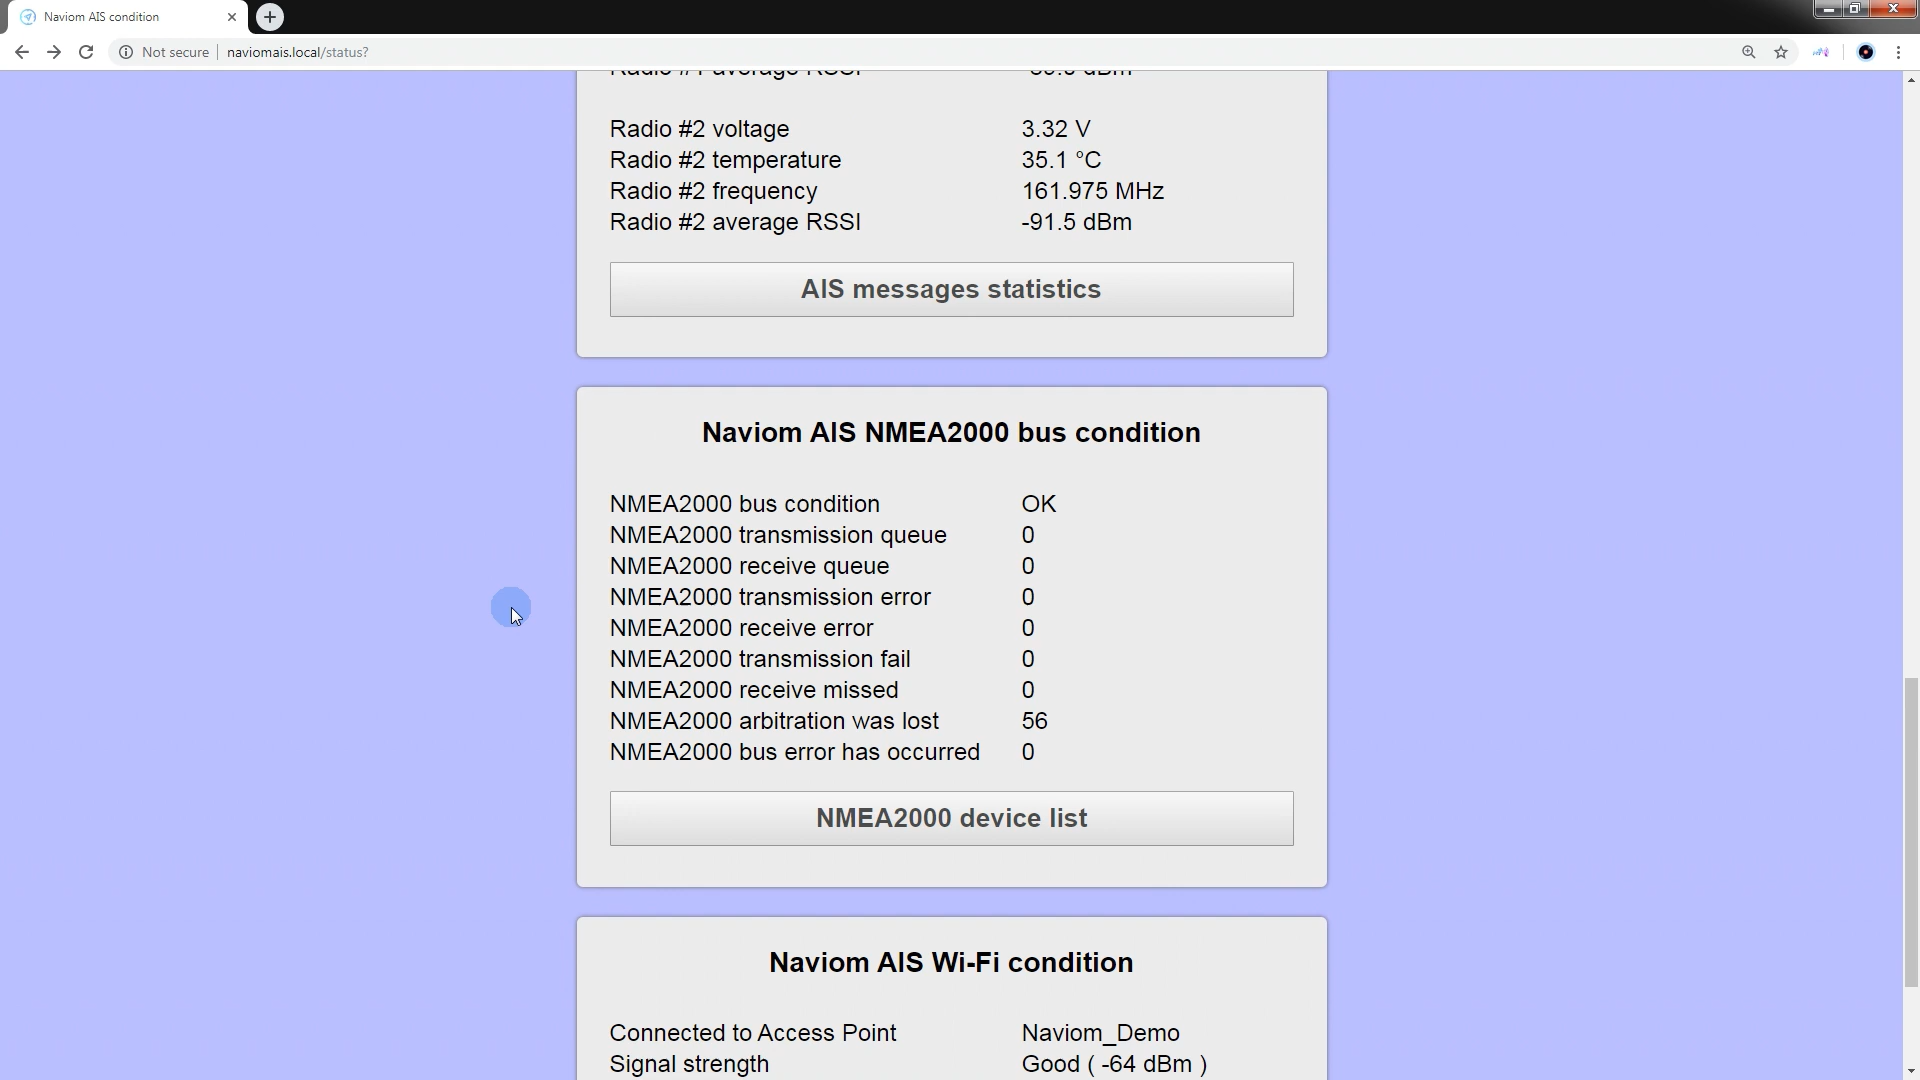 Naviom AIS condition
Not secure
naviomais.local/status?
Radio #1 average RSSI
Radio #2 voltage 3.32 V
Radio #2 temperature 35.1 °C
Radio #2 frequency 161.975 MHz
Radio #2 average RSSI -91.5 dBm
AIS messages statistics
Naviom AIS NMEA2000 bus condition
NMEA2000 bus condition OK
NMEA2000 transmission queue 0
NMEA2000 receive queue 0
NMEA2000 transmission error 0
NMEA2000 receive error 0
NMEA2000 transmission fail 0
NMEA2000 receive missed 0
NMEA2000 arbitration was lost 56
NMEA2000 bus error has occurred 0
NMEA2000 device list
Naviom AIS Wi-Fi condition
Connected to Access Point Naviom_Demo
Signal strength Good ( -64 dBm )